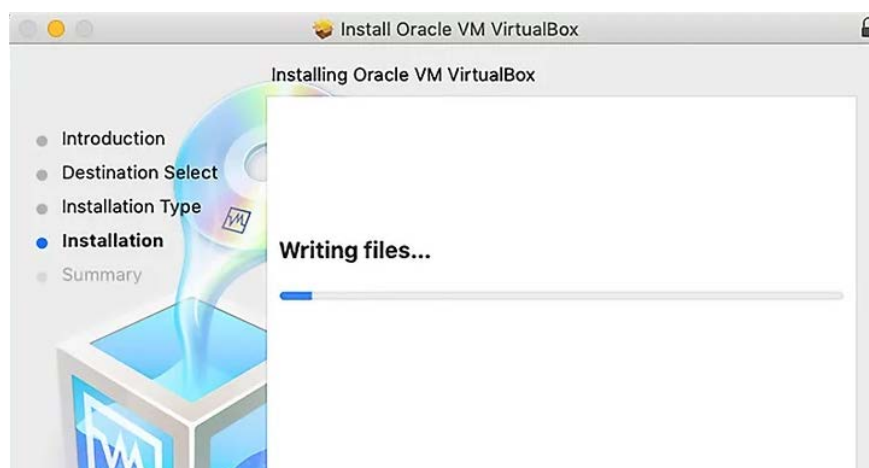 Install Oracle VM VirtualBox
Installing Oracle VM VirtualBox
Introduction
Destination Select
Installation Type
Installation
Summary
Writing files...